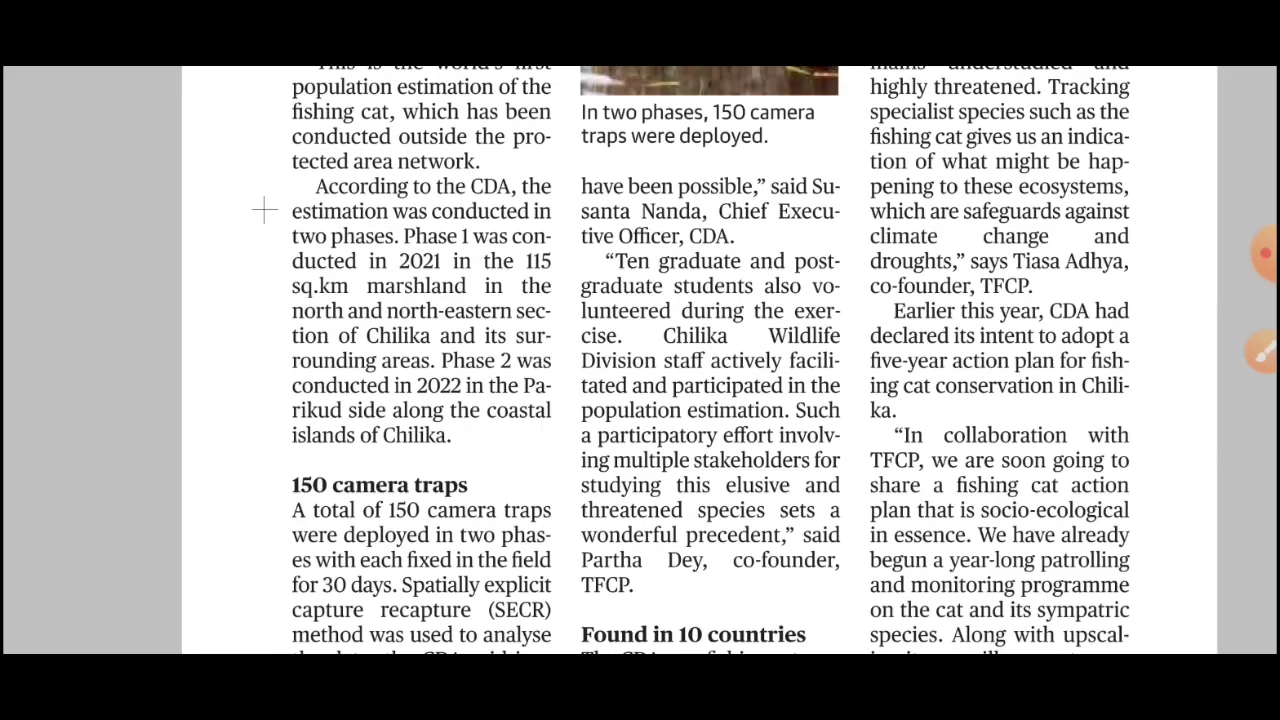 This is the world's first
population estimation of the
fishing cat, which has been
conducted outside the pro-
tected area network.
According to the CDA, the
estimation was conducted in
two phases. Phase 1 was con-
ducted in 2021 in the 115
sq.km marshland in the
north and north-eastern sec-
tion of Chilika and its sur-
rounding areas. Phase 2 was
conducted in 2022 in the Pa-
rikud side along the coastal
islands of Chilika.
150 camera traps
A total of 150 camera traps
were deployed in two phas-
es with each fixed in the field
for 30 days. Spatially explicit
capture recapture (SECR)
method was used to analyse
In two phases, 150 camera
traps were deployed.
have been possible,” said Su-
santa Nanda, Chief Execu-
tive Officer, CDA.
“Ten graduate and post-
graduate students also vo-
lunteered during the exer-
cise. Chilika Wildlife
Division staff actively facili-
tated and participated in the
population estimation. Such
a participatory effort involv-
ing multiple stakeholders for
studying this elusive and
threatened species sets a
wonderful precedent,” said
Partha Dey, co-founder,
TFCP.
Found in 10 countries
mains understudied and
highly threatened. Tracking
specialist species such as the
fishing cat gives us an indica-
tion of what might be hap-
pening to these ecosystems,
which are safeguards against
climate change and
droughts,” says Tiasa Adhya,
co-founder, TFCP.
Earlier this year, CDA had
declared its intent to adopt a
five-year action plan for fish-
ing cat conservation in Chili-
ka.
“In collaboration with
TFCP, we are soon going to
share a fishing cat action
plan that is socio-ecological
in essence. We have already
begun a year-long patrolling
and monitoring programme
on the cat and its sympatric
species. Along with upscal-